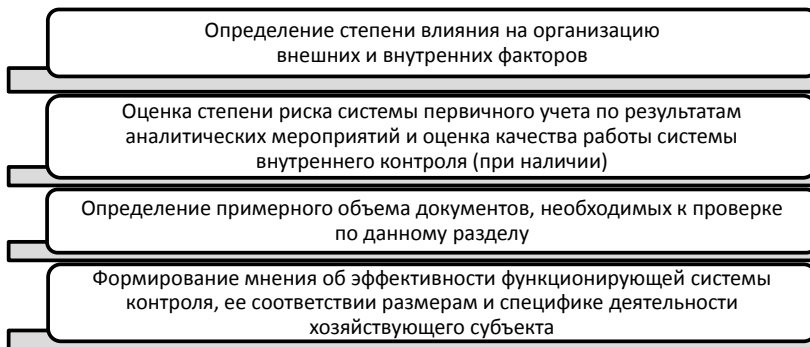 Определение степени влияния на организацию
внешних и внутренних факторов
Оценка степени риска системы первичного учета по результатам
аналитических мероприятий и оценка качества работы системы
внутреннего контроля (при наличии)
Определение примерного объема документов, необходимых к проверке
по данному разделу
Формирование мнения об эффективности функционирующей системы
контроля, ее соответствии размерам и специфике деятельности
хозяйствующего субъекта